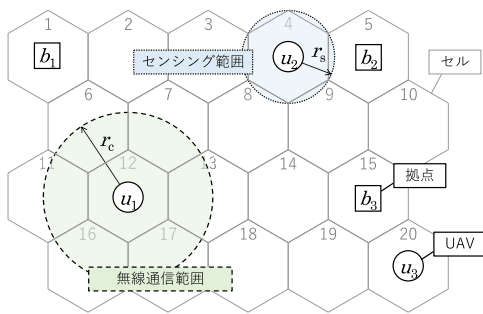 1 2 3 4 5
b₁ u₂ rₛ b₂
センシング範囲 セル
6 7 8 9 10
r_c
11 12 13 14 15
拠点
u₁ b₃
16 17 18 19 20
UAV
u₃
無線通信範囲